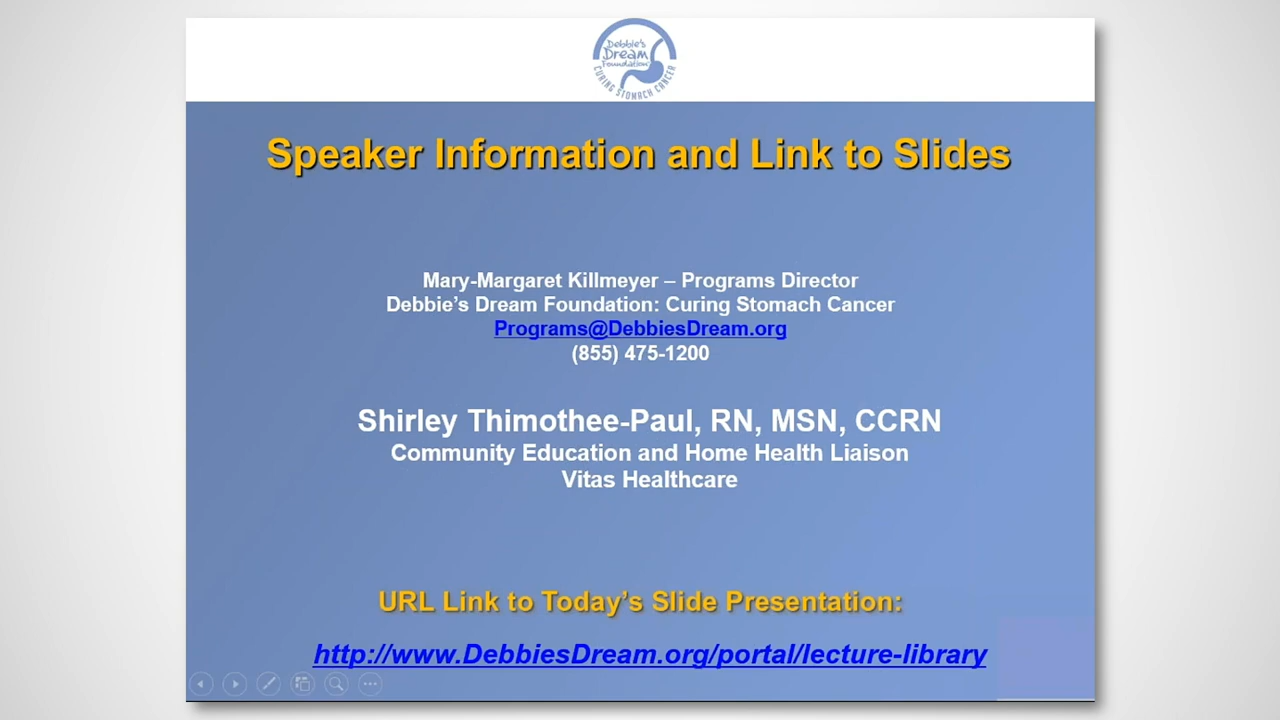 Debbie's
Dream
Foundation
CURING STOMACH CANCER
Speaker Information and Link to Slides
Mary-Margaret Killmeyer – Programs Director
Debbie’s Dream Foundation: Curing Stomach Cancer
Programs@DebbiesDream.org
(855) 475-1200
Shirley Thimothee-Paul, RN, MSN, CCRN
Community Education and Home Health Liaison
Vitas Healthcare
URL Link to Today’s Slide Presentation:
http://www.DebbiesDream.org/portal/lecture-library